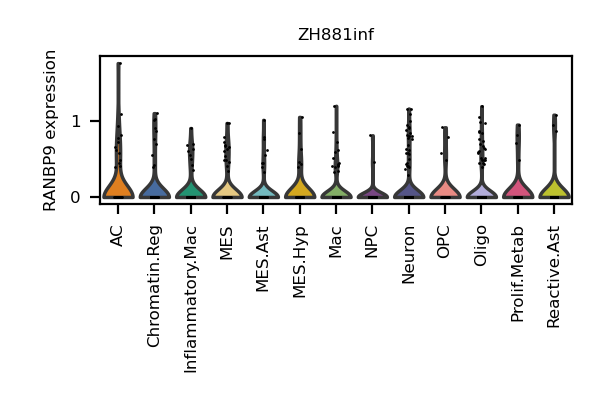 ZH881inf
RANBP9 expression
1
0
AC
Chromatin.Reg
Inflammatory.Mac
MES
MES.Ast
MES.Hyp
Mac
NPC
Neuron
OPC
Oligo
Prolif.Metab
Reactive.Ast